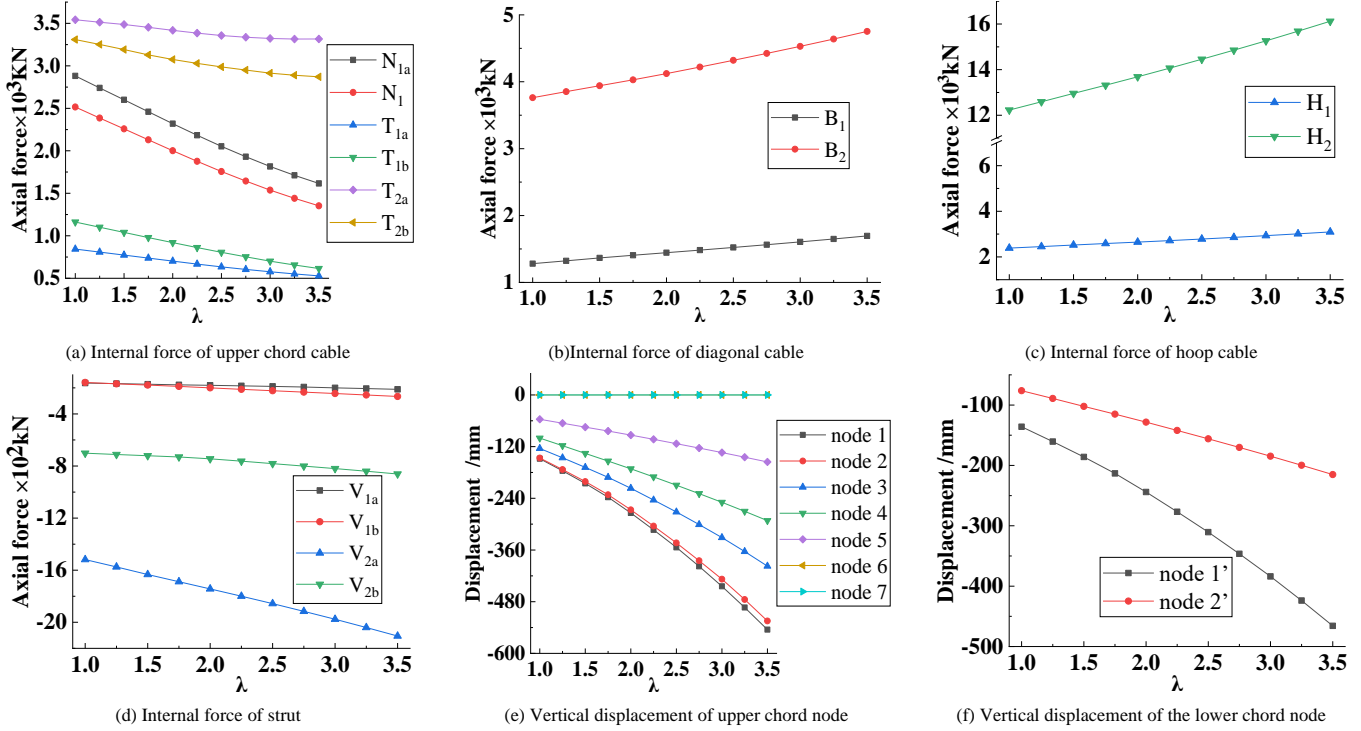 Axial force×10³KN
3.5
3.0
2.5
2.0
1.5
1.0
0.5
1.0 1.5 2.0 2.5 3.0 3.5
λ
N1a
N1
T1a
T1b
T2a
T2b
(a) Internal force of upper chord cable
Axial force ×10³kN
5
4
2
1
1.0 1.5 2.0 2.5 3.0 3.5
λ
B1
B2
(b)Internal force of diagonal cable
Axial force ×10³kN
16
14
12
6
4
2
1.0 1.5 2.0 2.5 3.0 3.5
λ
H1
H2
(c) Internal force of hoop cable
Axial force ×10²kN
-4
-8
-12
-16
-20
1.0 1.5 2.0 2.5 3.0 3.5
λ
V1a
V1b
V2a
V2b
(d) Internal force of strut
Displacement /mm
0
-120
-240
-360
-480
-600
1.0 1.5 2.0 2.5 3.0 3.5
λ
node 1
node 2
node 3
node 4
node 5
node 6
node 7
(e) Vertical displacement of upper chord node
Displacement /mm
-100
-200
-300
-400
-500
1.0 1.5 2.0 2.5 3.0 3.5
λ
node 1’
node 2’
(f) Vertical displacement of the lower chord node